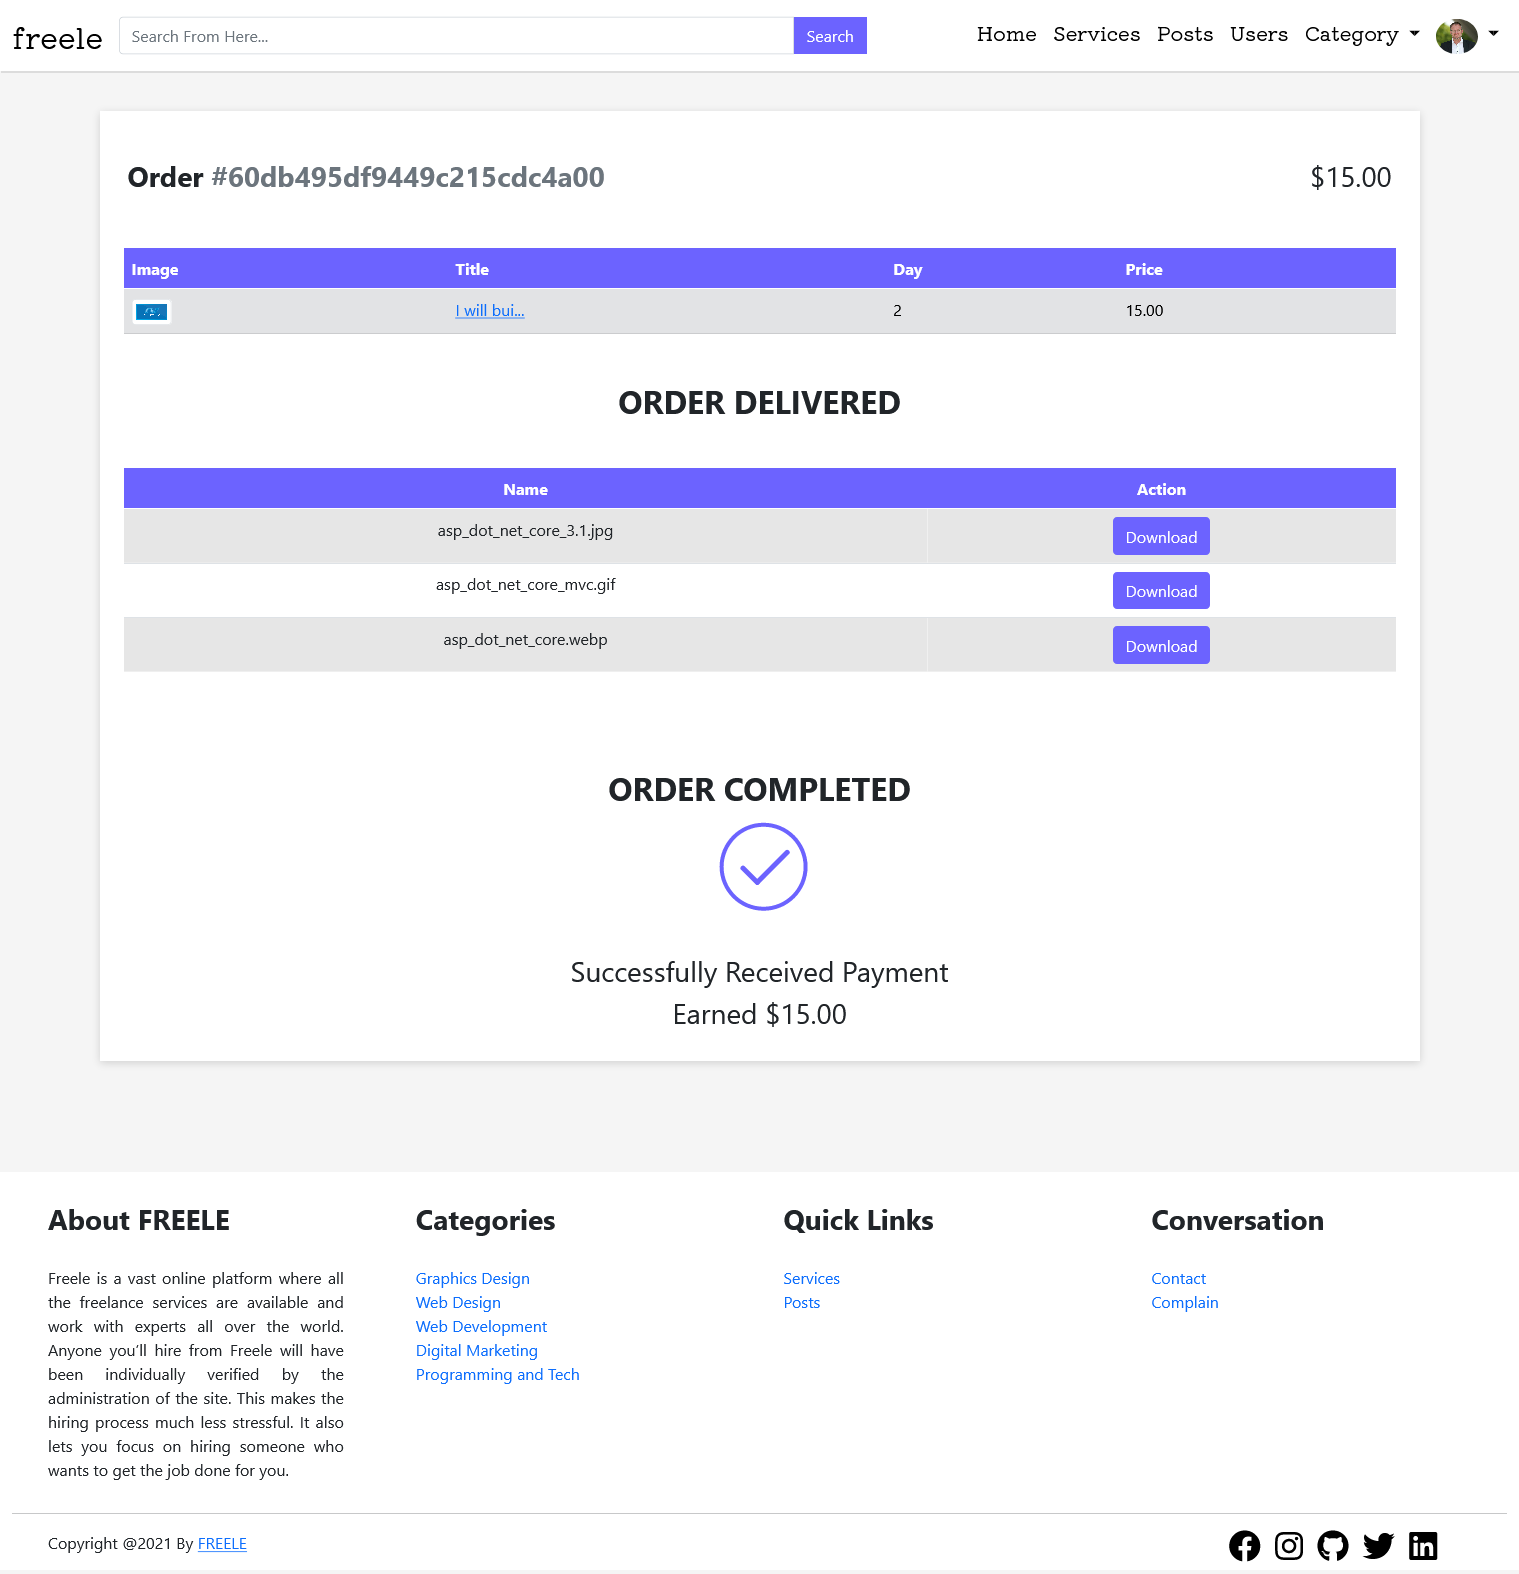 freele
Search From Here...
Search
Home Services Posts Users Category
Order #60db495df9449c215cdc4a00
$15.00
Image Title Day Price
I will bui... 2 15.00
ORDER DELIVERED
Name Action
asp_dot_net_core_3.1.jpg Download
asp_dot_net_core_mvc.gif Download
asp_dot_net_core.webp Download
ORDER COMPLETED
Successfully Received Payment
Earned $15.00
About FREELE
Freele is a vast online platform where all
the freelance services are available and
work with experts all over the world.
Anyone you'll hire from Freele will have
been individually verified by the
administration of the site. This makes the
hiring process much less stressful. It also
lets you focus on hiring someone who
wants to get the job done for you.
Categories
Graphics Design
Web Design
Web Development
Digital Marketing
Programming and Tech
Quick Links
Services
Posts
Conversation
Contact
Complain
Copyright @2021 By FREELE